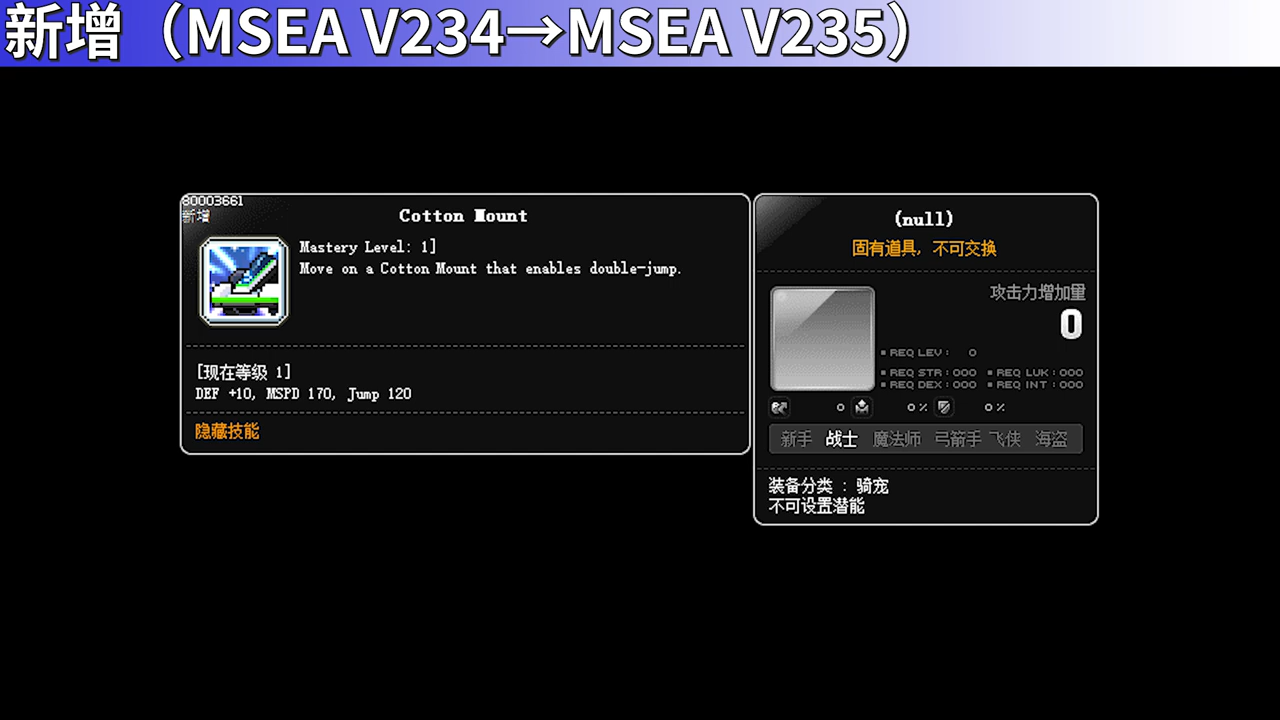 新增（MSEA V234→MSEA V235）
80003661
新增
Cotton Mount
Mastery Level: 1]
Move on a Cotton Mount that enables double-jump.
[现在等级 1]
DEF +10, MSPD 170, Jump 120
隐藏技能
(null)
固有道具, 不可交换
攻击力增加量
0
REQ LEV : 0
REQ STR : 000 REQ LUK : 000
REQ DEX : 000 REQ INT : 000
0 0 % 0 %
新手 战士 魔法师 弓箭手 飞侠 海盗
装备分类 : 骑宠
不可设置潜能